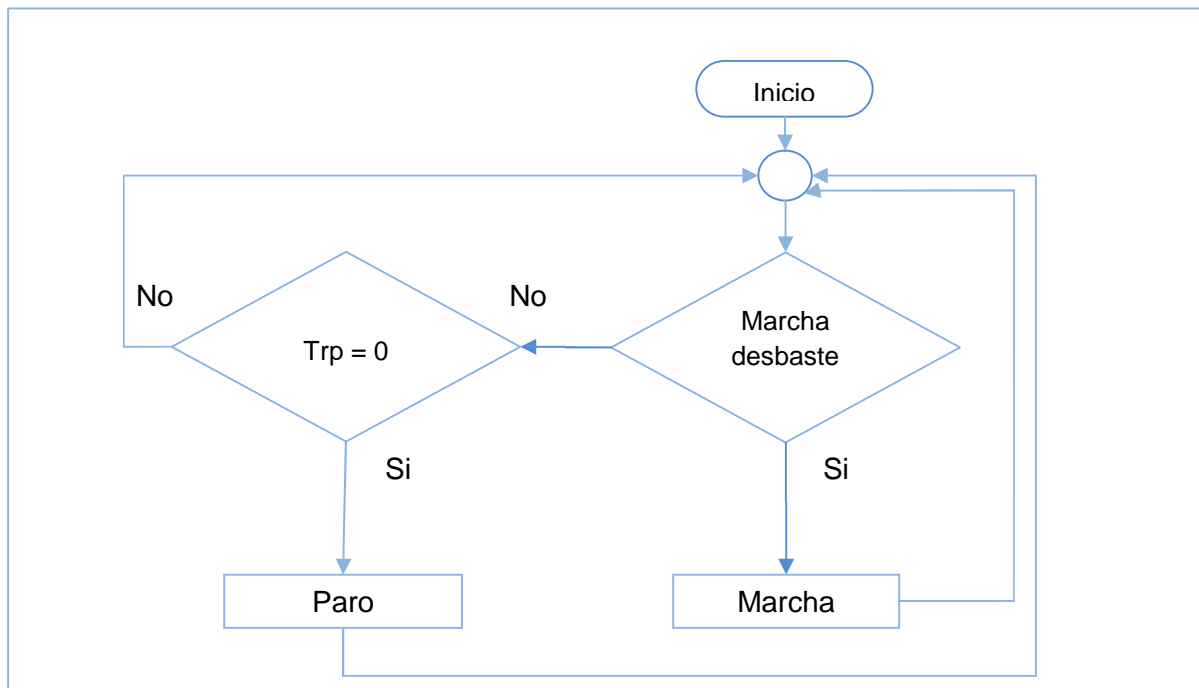 Inicio
No
No
Marcha
desbaste
Trp = 0
Si
Si
Paro
Marcha